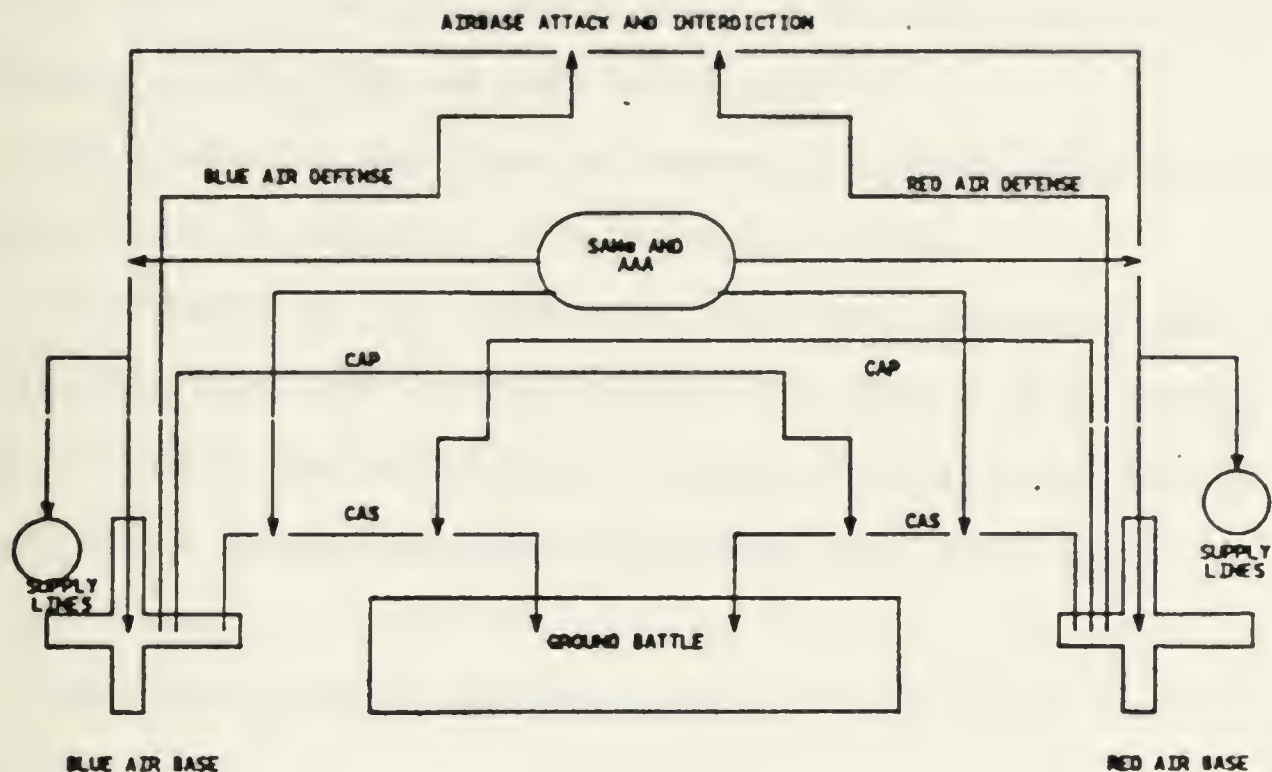 AIRBASE ATTACK AND INTERDICTION
BLUE AIR DEFENSE
RED AIR DEFENSE
SAMs AND
AAA
CAP
CAP
CAS
CAS
SUPPLY
LINES
SUPPLY
LINES
GROUND BATTLE
BLUE AIR BASE
RED AIR BASE